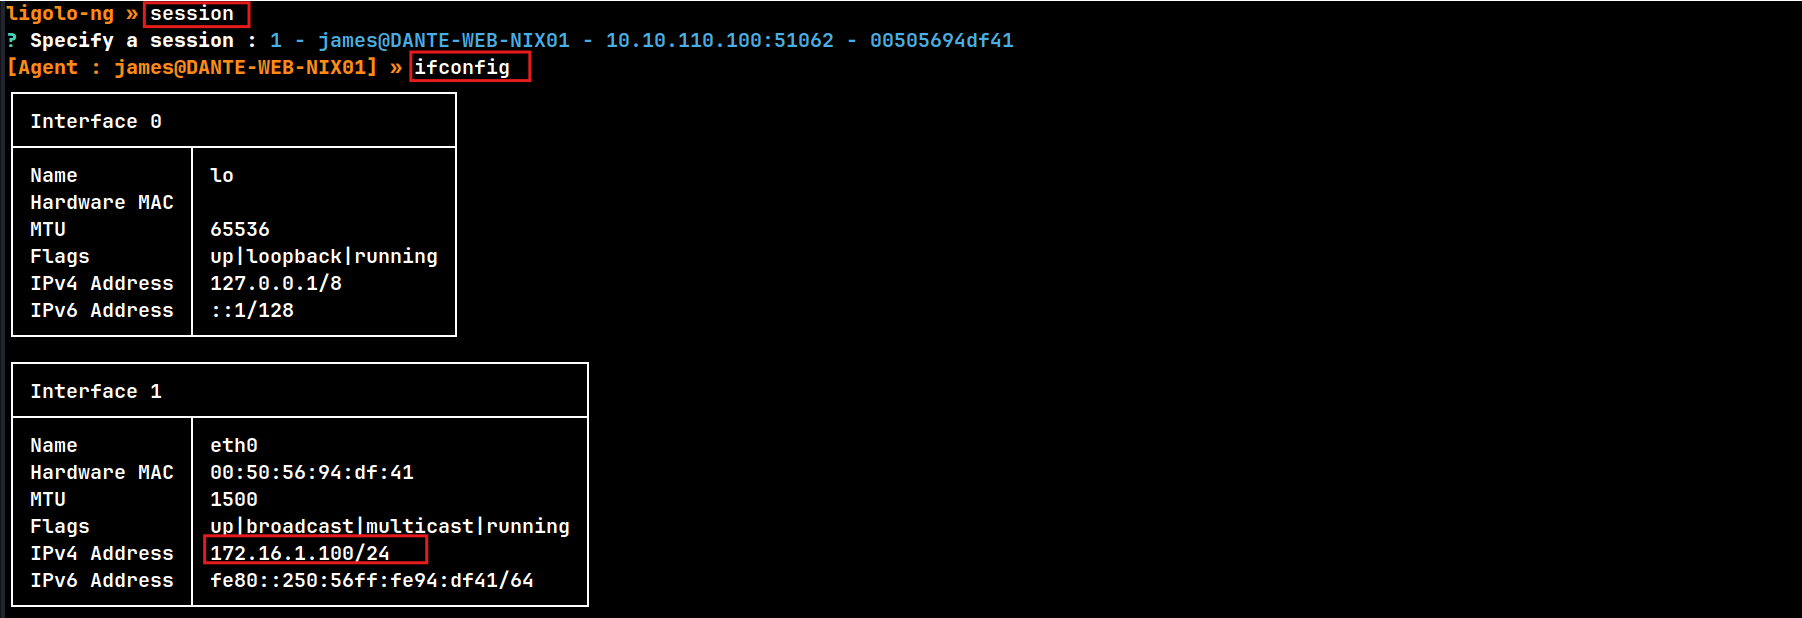 ligolo-ng » session
? Specify a session : 1 - james@DANTE-WEB-NIX01 - 10.10.110.100:51062 - 00505694df41
[Agent : james@DANTE-WEB-NIX01] » ifconfig
Interface 0
Name lo
Hardware MAC
MTU 65536
Flags up|loopback|running
IPv4 Address 127.0.0.1/8
IPv6 Address ::1/128
Interface 1
Name eth0
Hardware MAC 00:50:56:94:df:41
MTU 1500
Flags up|broadcast|multicast|running
IPv4 Address 172.16.1.100/24
IPv6 Address fe80::250:56ff:fe94:df41/64